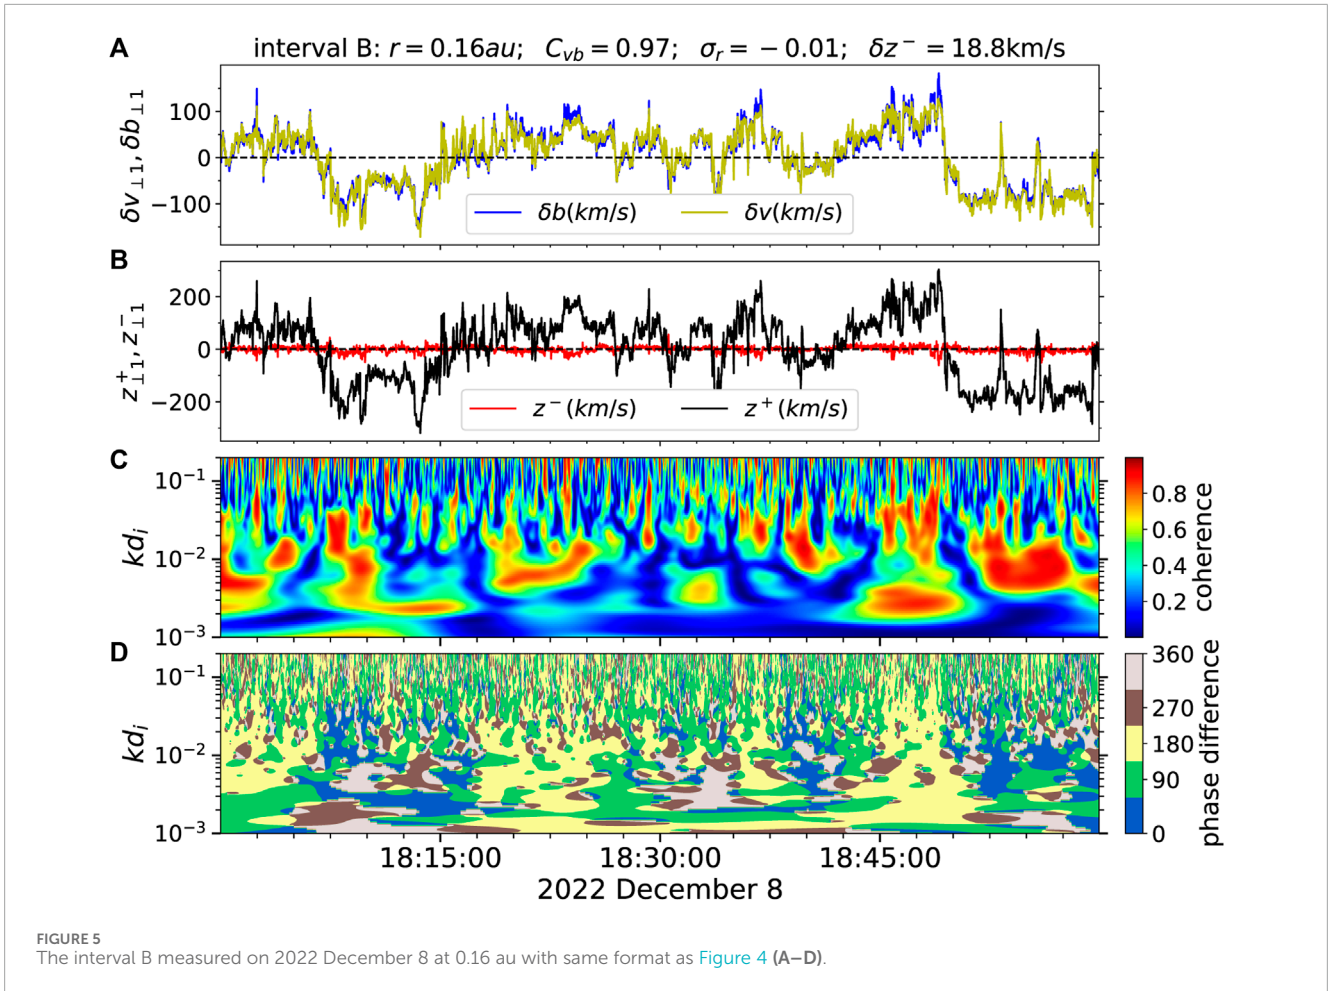 A
interval B: r = 0.16au; C_vb = 0.97; σ_r = −0.01; δz⁻ = 18.8km/s
δv⊥1, δb⊥1
100
0
−100
δb(km/s) δv(km/s)
B
z⁺⊥1, z⁻⊥1
200
0
−200
z⁻(km/s) z⁺(km/s)
C
kd_i
10⁻¹
10⁻²
10⁻³
0.8
0.6
0.4
0.2
coherence
D
kd_i
10⁻¹
10⁻²
10⁻³
360
270
180
90
0
phase difference
18:15:00 18:30:00 18:45:00
2022 December 8
FIGURE 5
The interval B measured on 2022 December 8 at 0.16 au with same format as Figure 4 (A–D).